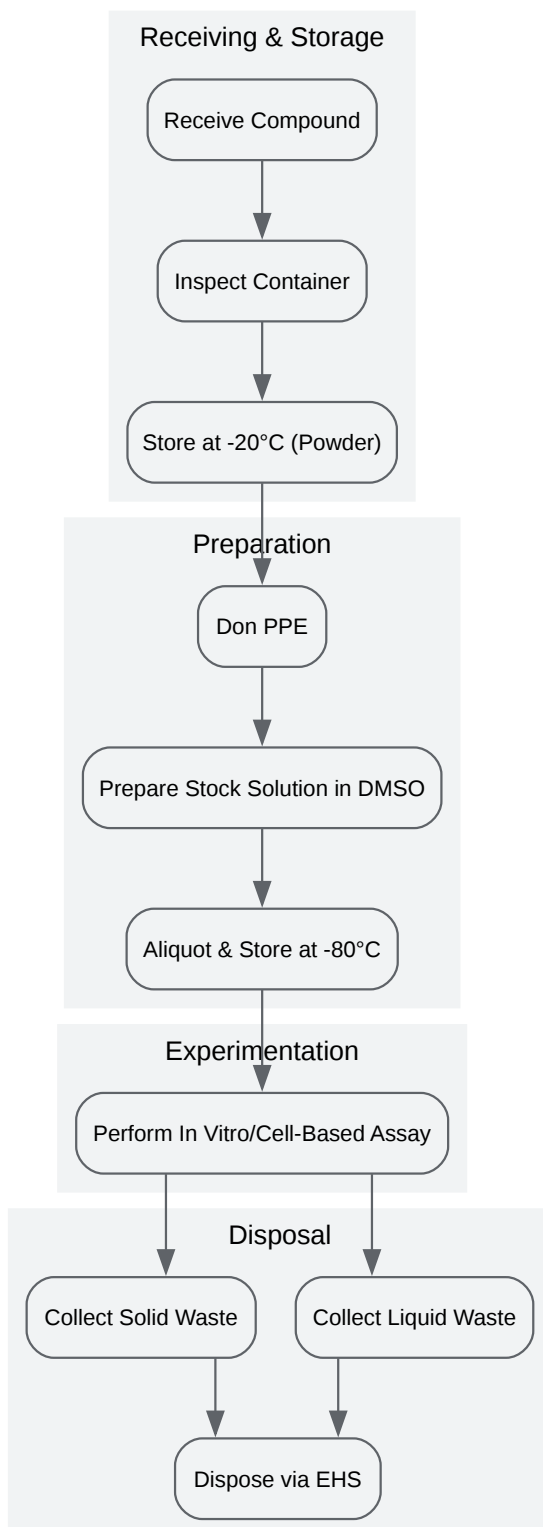 Receiving & Storage
Receive Compound
Inspect Container
Store at -20°C (Powder)
Preparation
Don PPE
Prepare Stock Solution in DMSO
Aliquot & Store at -80°C
Experimentation
Perform In Vitro/Cell-Based Assay
Disposal
Collect Solid Waste
Collect Liquid Waste
Dispose via EHS